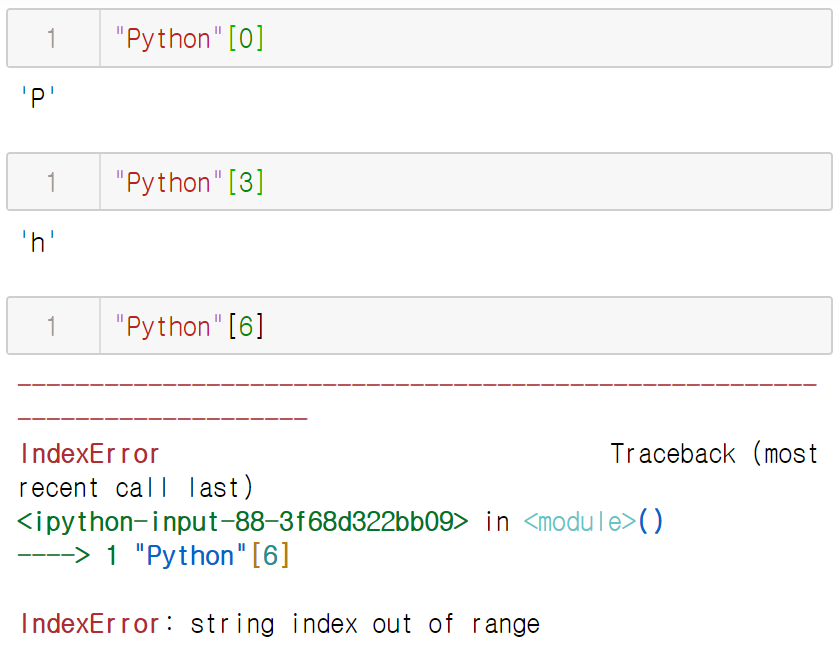 1 "Python"[0]
'P'
1 "Python"[3]
'h'
1 "Python"[6]
---------------------------------------------------------
--------------------
IndexError Traceback (most
recent call last)
<ipython-input-88-3f68d322bb09> in <module>()
----> 1 "Python"[6]
IndexError: string index out of range